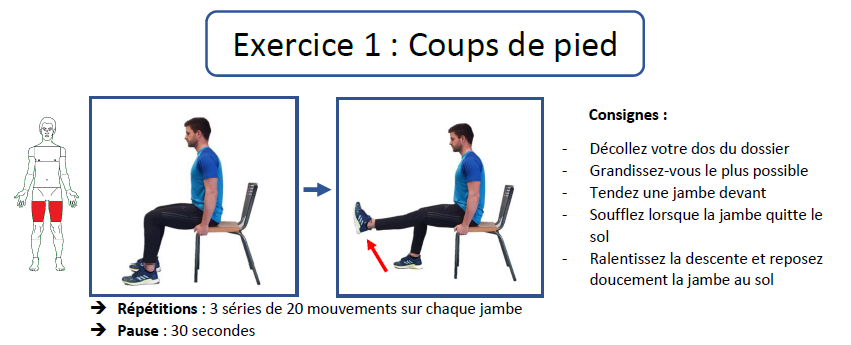 Exercice 1 : Coups de pied
Consignes :
- Décollez votre dos du dossier
- Grandissez-vous le plus possible
- Tendez une jambe devant
- Soufflez lorsque la jambe quitte le
sol
- Ralentissez la descente et reposez
doucement la jambe au sol
➔ Répétitions : 3 séries de 20 mouvements sur chaque jambe
➔ Pause : 30 secondes